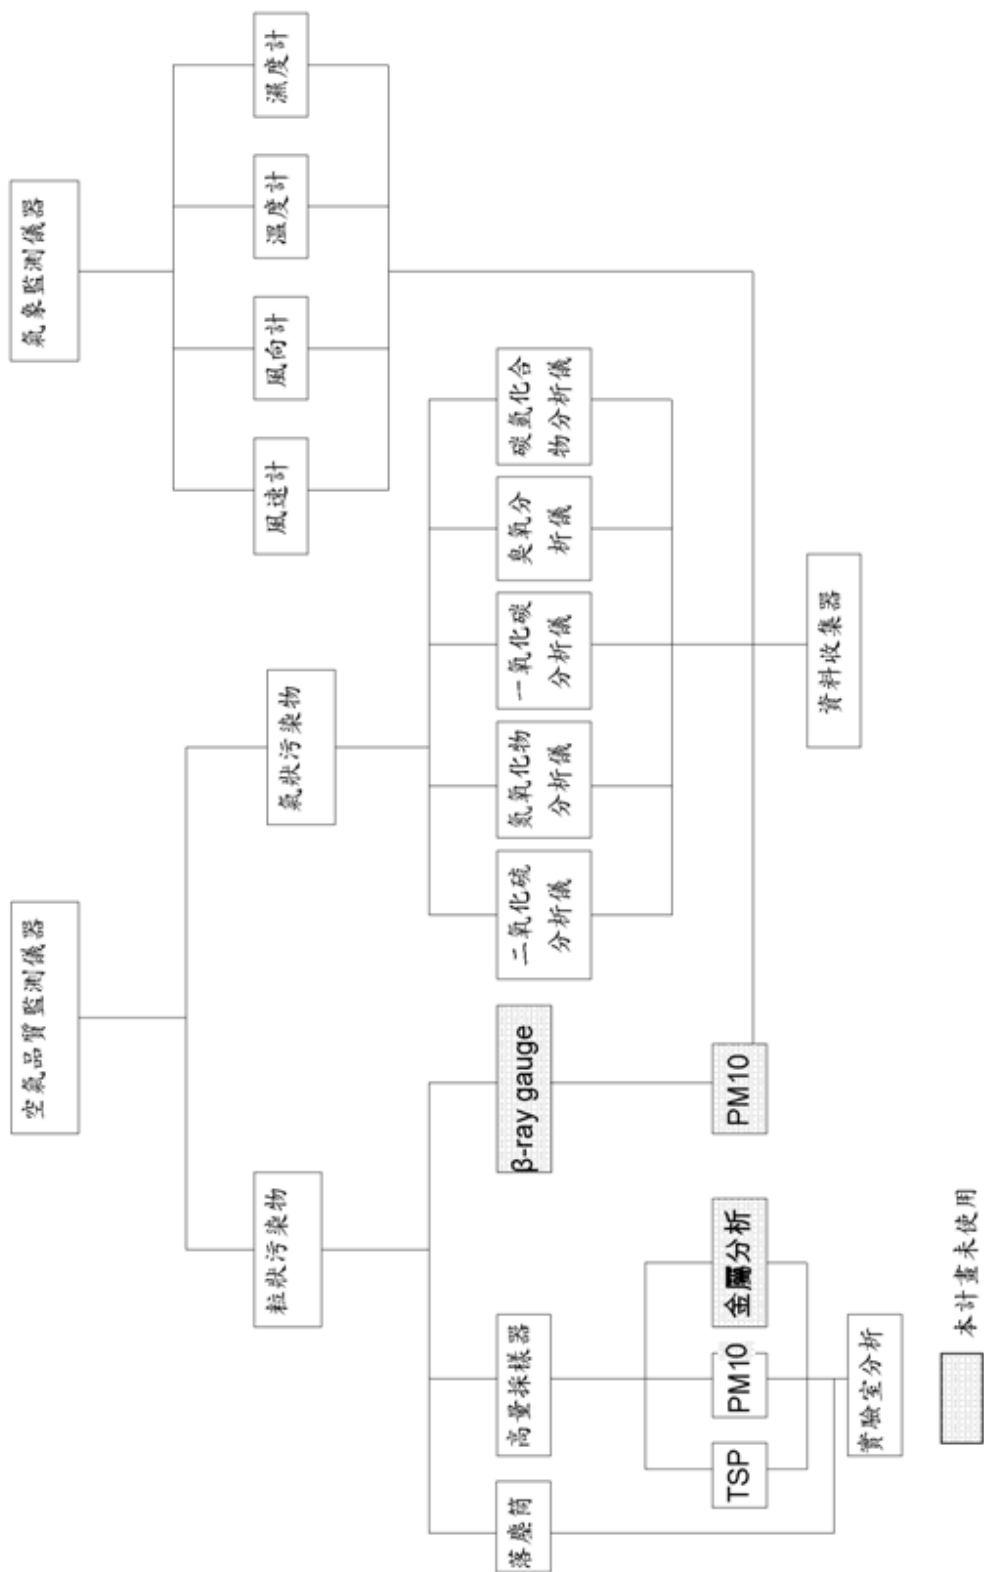 空氣品質監測儀器
氣象監測儀器
粒狀污染物
氣狀污染物
風速計
風向計
溫度計
濕度計
落塵筒
高量採樣器
β-ray gauge
二氧化硫
分析儀
氮氧化物
分析儀
一氧化碳
分析儀
臭氧分
析儀
碳氫化合
物分析儀
TSP
PM10
金屬分析
PM10
實驗室分析
資料收集器
本計畫未使用